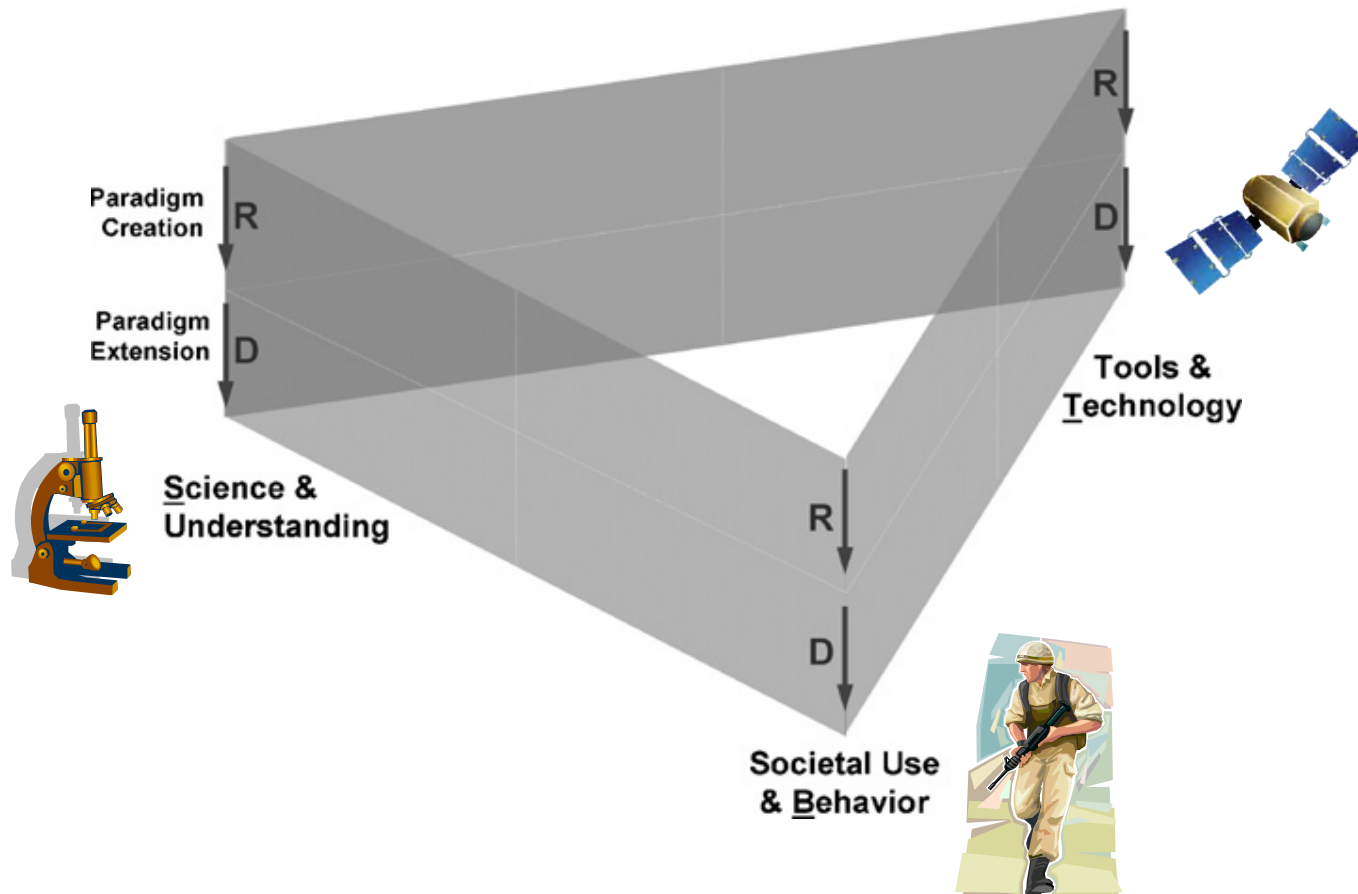 R
Paradigm
Creation
R
D
Paradigm
Extension
D
Tools &
Technology
Science &
Understanding
R
D
Societal Use
& Behavior